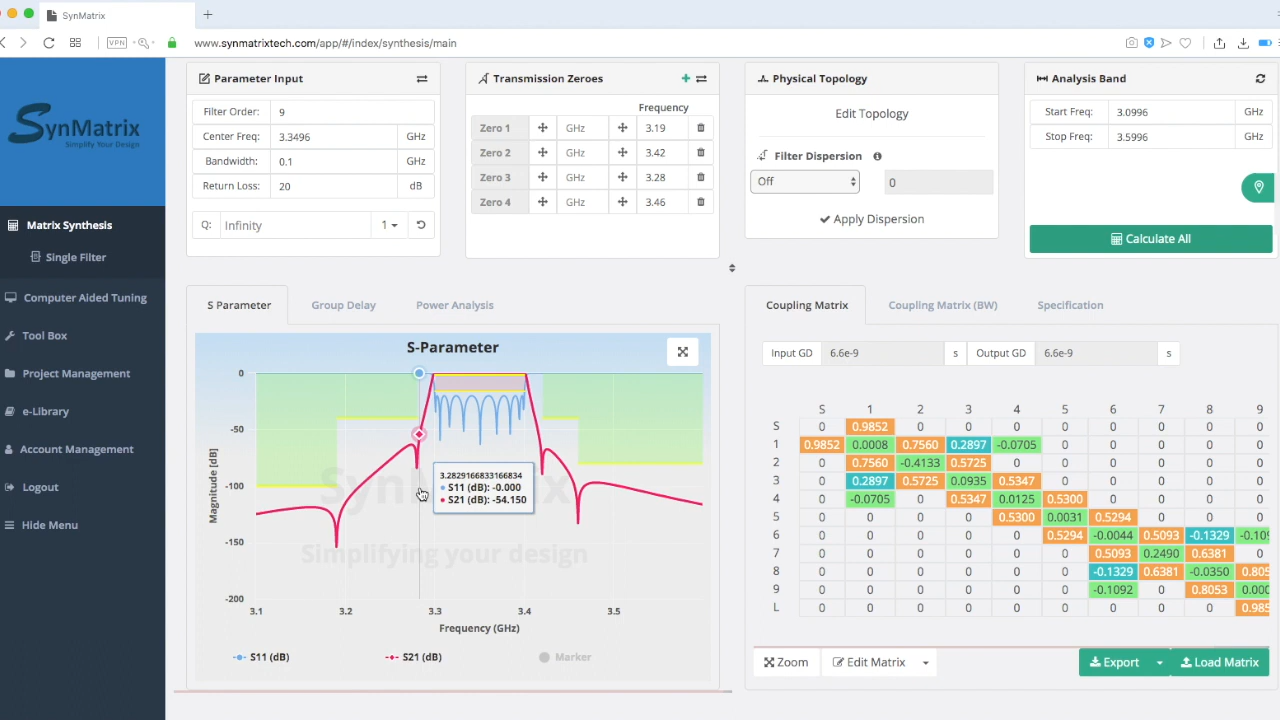 SynMatrix
VPN
www.synmatrixtech.com/app/#/index/synthesis/main
SynMatrix
Simplify Your Design
Matrix Synthesis
Single Filter
Computer Aided Tuning
Tool Box
Project Management
e-Library
Account Management
Logout
Hide Menu
Parameter Input
Filter Order: 9
Center Freq: 3.3496 GHz
Bandwidth: 0.1 GHz
Return Loss: 20 dB
Q: Infinity 1
Transmission Zeroes
Frequency
Zero 1 GHz 3.19
Zero 2 GHz 3.42
Zero 3 GHz 3.28
Zero 4 GHz 3.46
Physical Topology
Edit Topology
Filter Dispersion
Off 0
Apply Dispersion
Analysis Band
Start Freq: 3.0996 GHz
Stop Freq: 3.5996 GHz
Calculate All
S Parameter Group Delay Power Analysis
S-Parameter
0
-50
-100
-150
-200
Magnitude [dB]
3.2829166833166834
S11 (dB): -0.000
S21 (dB): -54.150
Simplifying your design
3.1 3.2 3.3 3.4 3.5
Frequency (GHz)
S11 (dB) S21 (dB) Marker
Coupling Matrix Coupling Matrix (BW) Specification
Input GD 6.6e-9 s Output GD 6.6e-9 s
S 1 2 3 4 5 6 7 8 9
S 0 0.9852 0 0 0 0 0 0 0 0
1 0.9852 0.0008 0.7560 0.2897 -0.0705 0 0 0 0 0
2 0 0.7560 -0.4133 0.5725 0 0 0 0 0 0
3 0 0.2897 0.5725 0.0935 0.5347 0 0 0 0 0
4 0 -0.0705 0 0.5347 0.0125 0.5300 0 0 0 0
5 0 0 0 0 0.5300 0.0031 0.5294 0 0 0
6 0 0 0 0 0 0.5294 -0.0044 0.5093 -0.1329 -0.109
7 0 0 0 0 0 0 0.5093 0.2490 0.6381 0
8 0 0 0 0 0 0 -0.1329 0.6381 -0.0350 0.805
9 0 0 0 0 0 0 -0.1092 0 0.8053 0.000
L 0 0 0 0 0 0 0 0 0 0.985
Zoom Edit Matrix Export Load Matrix